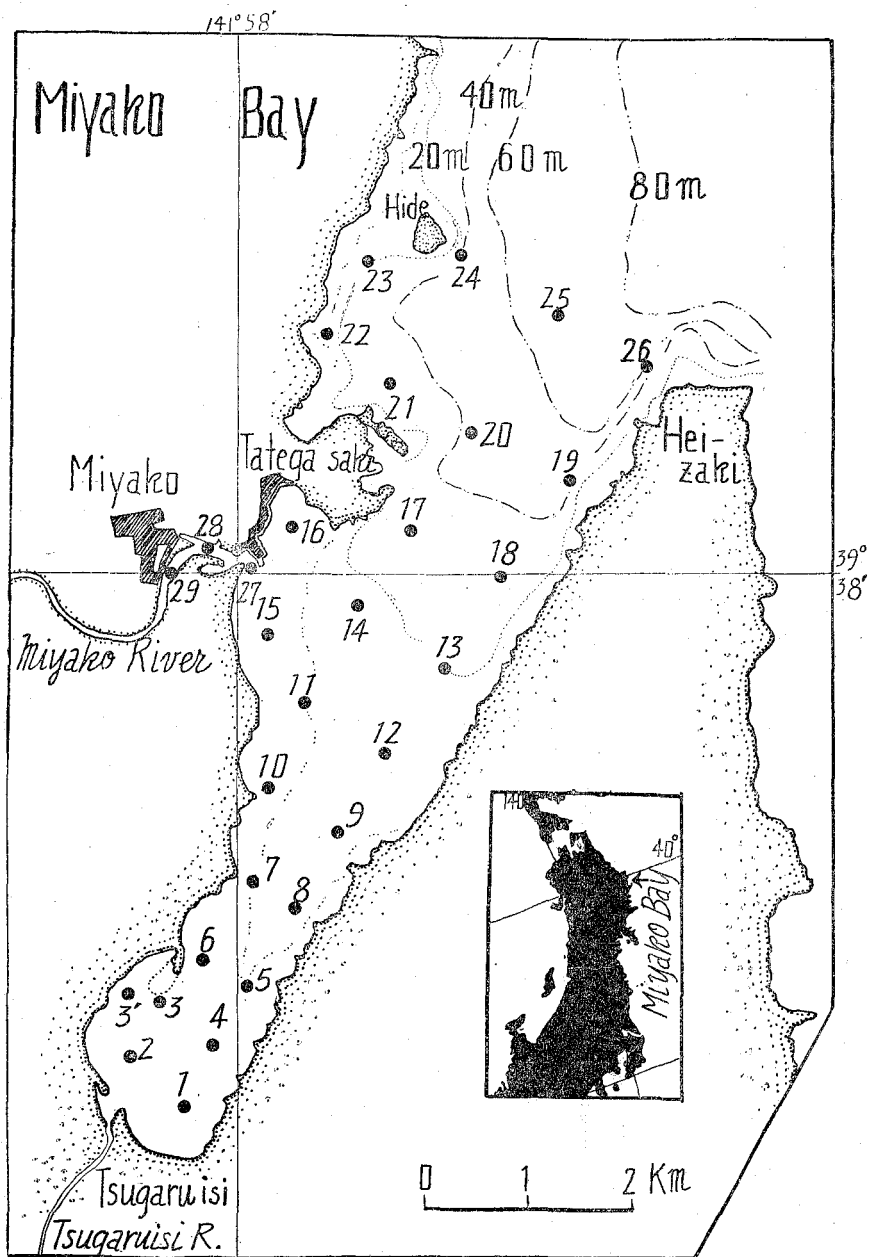 141°58′
Miyako Bay
40m
20m 60m
80m
Hide
23
24
25
22
26
21
20
Hei-
zaki
Tatega saki
19
Miyako
28
16
17
18
39°
38′
29
27
15
14
Miyako River
13
11
12
10
9
7
8
6
5
3′
3
4
2
1
140°
40°
Miyako Bay
0 1 2 Km
Tsugaruisi
Tsugaruisi R.